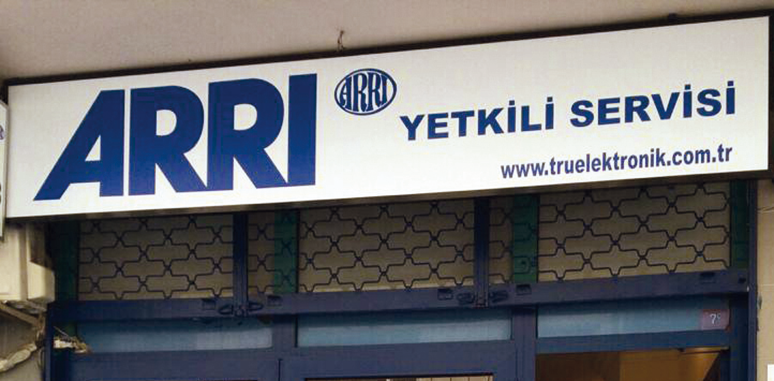 ARRI ARRI YETKİLİ SERVİSİ
www.truelektronik.com.tr